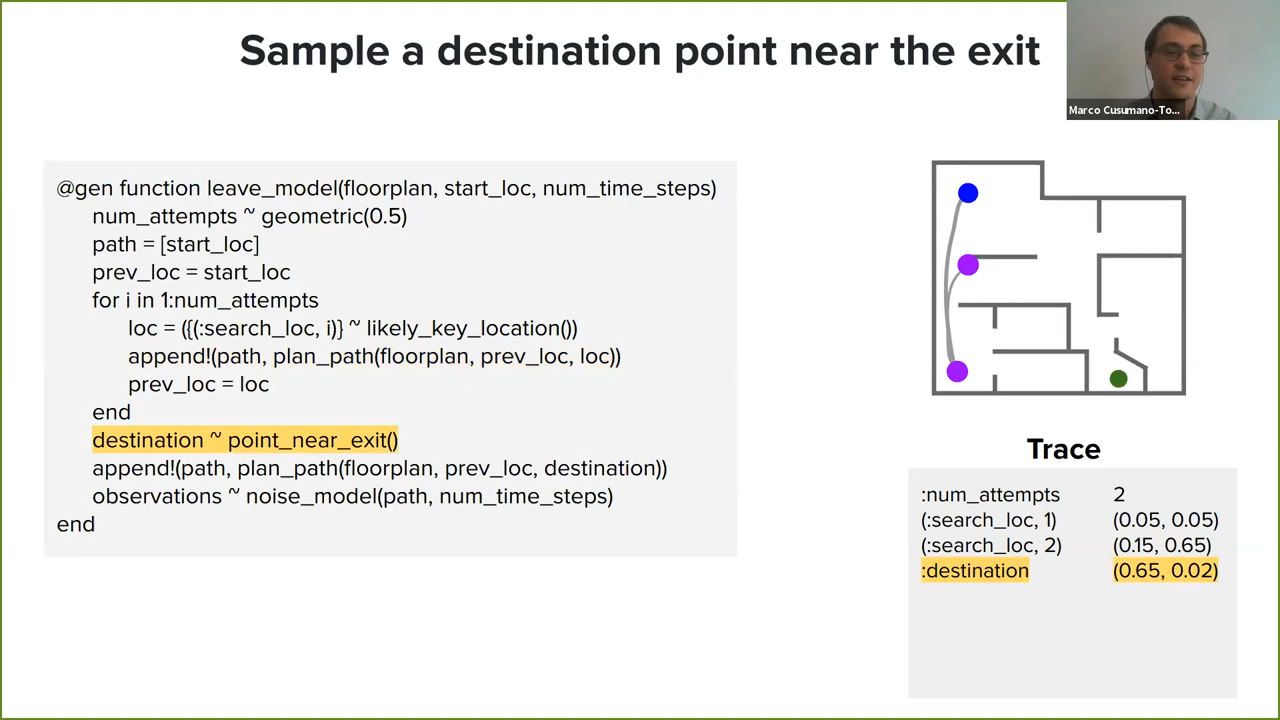 Sample a destination point near the exit
Marco Cusumano-To...
@gen function leave_model(floorplan, start_loc, num_time_steps)
num_attempts ~ geometric(0.5)
path = [start_loc]
prev_loc = start_loc
for i in 1:num_attempts
loc = ({(:search_loc, i)} ~ likely_key_location())
append!(path, plan_path(floorplan, prev_loc, loc))
prev_loc = loc
end
destination ~ point_near_exit()
append!(path, plan_path(floorplan, prev_loc, destination))
observations ~ noise_model(path, num_time_steps)
end
Trace
:num_attempts 2
(:search_loc, 1) (0.05, 0.05)
(:search_loc, 2) (0.15, 0.65)
:destination (0.65, 0.02)